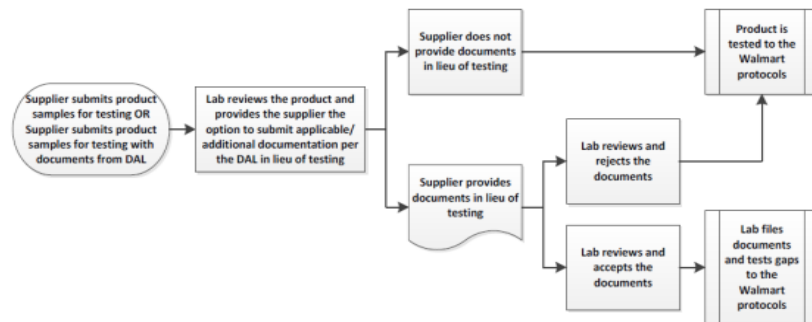 Supplier submits product
samples for testing OR
Supplier submits product
samples for testing with
documents from DAL
Lab reviews the product and
provides the supplier the
option to submit applicable/
additional documentation per
the DAL in lieu of testing
Supplier does not
provide documents
in lieu of testing
Product is
tested to the
Walmart
protocols
Supplier provides
documents in lieu of
testing
Lab reviews and
rejects the
documents
Lab reviews and
accepts the
documents
Lab files
documents
and tests gaps
to the
Walmart
protocols